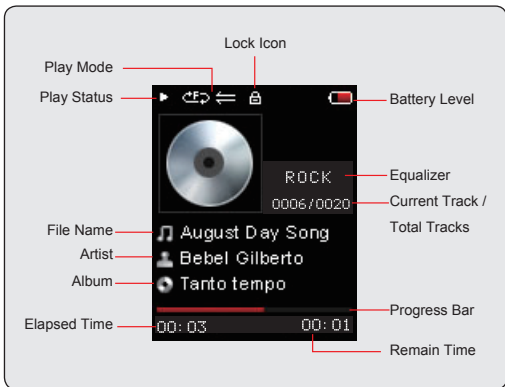 Lock Icon
Play Mode
Play Status
Battery Level
ROCK
Equalizer
0006/0020
Current Track /
Total Tracks
File Name
August Day Song
Artist
Bebel Gilberto
Album
Tanto tempo
Progress Bar
Elapsed Time
00:03
00:01
Remain Time